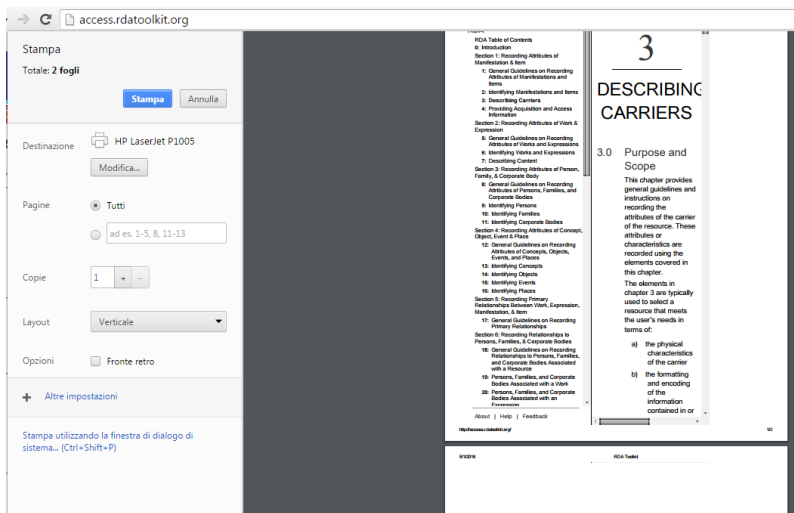 access.rdatoolkit.org
Stampa
Totale: 2 fogli
Stampa
Annulla
Destinazione
HP LaserJet P1005
Modifica...
Pagine
Tutti
ad es. 1-5, 8, 11-13
Copie
1
+
-
Layout
Verticale
Opzioni
Fronte retro
+ Altre impostazioni
Stampa utilizzando la finestra di dialogo di
sistema... (Ctrl+Shift+P)
RDA Table of Contents
0: Introduction
Section 1: Recording Attributes of
Manifestation & Item
1: General Guidelines on Recording
Attributes of Manifestations and
Items
2: Identifying Manifestations and Items
3: Describing Carriers
4: Providing Acquisition and Access
Information
Section 2: Recording Attributes of Work &
Expression
5: General Guidelines on Recording
Attributes of Works and Expressions
6: Identifying Works and Expressions
7: Describing Content
Section 3: Recording Attributes of Person,
Family, & Corporate Body
8: General Guidelines on Recording
Attributes of Persons, Families, and
Corporate Bodies
9: Identifying Persons
10: Identifying Families
11: Identifying Corporate Bodies
Section 4: Recording Attributes of Concept,
Object, Event & Place
12: General Guidelines on Recording
Attributes of Concepts, Objects,
Events, and Places
13: Identifying Concepts
14: Identifying Objects
15: Identifying Events
16: Identifying Places
Section 5: Recording Primary
Relationships Between Work, Expression,
Manifestation, & Item
17: General Guidelines on Recording
Primary Relationships
Section 6: Recording Relationships to
Persons, Families, & Corporate Bodies
18: General Guidelines on Recording
Relationships to Persons, Families,
and Corporate Bodies Associated
with a Resource
19: Persons, Families, and Corporate
Bodies Associated with a Work
20: Persons, Families, and Corporate
Bodies Associated with an
Expression
About | Help | Feedback
3
DESCRIBING
CARRIERS
3.0 Purpose and
Scope
This chapter provides
general guidelines and
instructions on
recording the
attributes of the carrier
of the resource. These
attributes or
characteristics are
recorded using the
elements covered in
this chapter.
The elements in
chapter 3 are typically
used to select a
resource that meets
the user's needs in
terms of:
a) the physical
characteristics
of the carrier
b) the formatting
and encoding
of the
information
contained in or
http://access.rdatoolkit.org/
1/2
RDA Toolkit